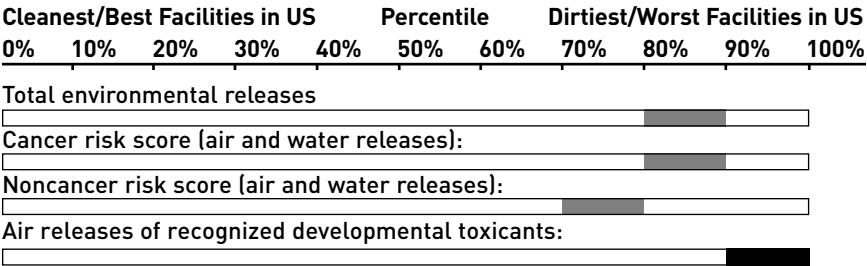 Cleanest/Best Facilities in US Percentile Dirtiest/Worst Facilities in US
0% 10% 20% 30% 40% 50% 60% 70% 80% 90% 100%
Total environmental releases
Cancer risk score (air and water releases):
Noncancer risk score (air and water releases):
Air releases of recognized developmental toxicants: